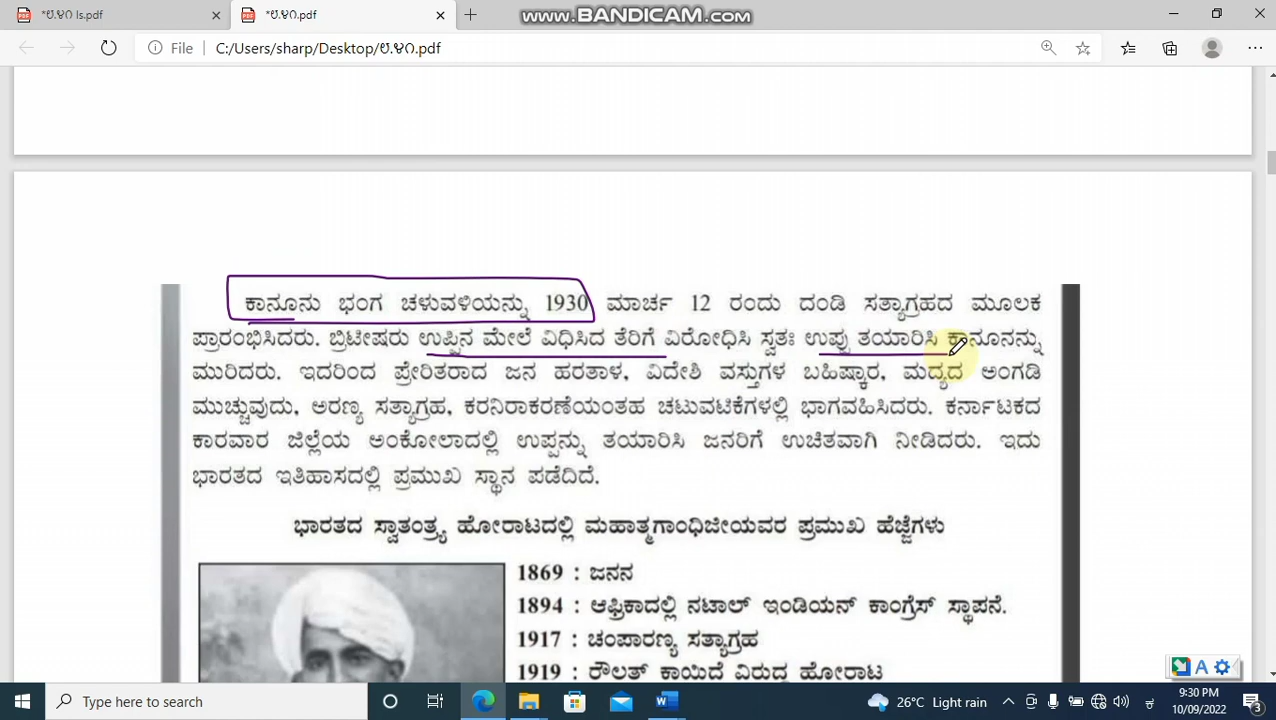 *ಅ.ಳಿಗಿ ls.pdf
www.BANDICAM.com
File C:/Users/sharp/Desktop/
ಕಾನೂನು ಭಂಗ ಚಳುವಳಿಯನ್ನು 1930 ಮಾರ್ಚ 12 ರಂದು ದಂಡಿ ಸತ್ಯಾಗ್ರಹದ ಮೂಲಕ
ಪ್ರಾರಂಭಿಸಿದರು. ಬ್ರಿಟೀಷರು ಉಪ್ಪಿನ ಮೇಲೆ ವಿಧಿಸಿದ ತೆರಿಗೆ ವಿರೋಧಿಸಿ ಸ್ವತಃ ಉಪ್ಪು ತಯಾರಿಸಿ ಕಾನೂನನ್ನು
ಮುರಿದರು. ಇದರಿಂದ ಪ್ರೇರಿತರಾದ ಜನ ಹರತಾಳ, ವಿದೇಶಿ ವಸ್ತುಗಳ ಬಹಿಷ್ಕಾರ, ಮದ್ಯದ ಅಂಗಡಿ
ಮುಚ್ಚುವುದು, ಅರಣ್ಯ ಸತ್ಯಾಗ್ರಹ, ಕರನಿರಾಕರಣೆಯಂತಹ ಚಟುವಟಿಕೆಗಳಲ್ಲಿ ಭಾಗವಹಿಸಿದರು. ಕರ್ನಾಟಕದ
ಕಾರವಾರ ಜಿಲ್ಲೆಯ ಅಂಕೋಲಾದಲ್ಲಿ ಉಪ್ಪನ್ನು ತಯಾರಿಸಿ ಜನರಿಗೆ ಉಚಿತವಾಗಿ ನೀಡಿದರು. ಇದು
ಭಾರತದ ಇತಿಹಾಸದಲ್ಲಿ ಪ್ರಮುಖ ಸ್ಥಾನ ಪಡೆದಿದೆ.
ಭಾರತದ ಸ್ವಾತಂತ್ರ್ಯ ಹೋರಾಟದಲ್ಲಿ ಮಹಾತ್ಮಗಾಂಧಿಜೀಯವರ ಪ್ರಮುಖ ಹೆಜ್ಜೆಗಳು
1869 : ಜನನ
1894 : ಆಫ್ರಿಕಾದಲ್ಲಿ ನಟಾಲ್ ಇಂಡಿಯನ್ ಕಾಂಗ್ರೆಸ್ ಸ್ಥಾಪನೆ.
1917 : ಚಂಪಾರಣ್ಯ ಸತ್ಯಾಗ್ರಹ
1919 : ರೌಲತ್ ಕಾಯಿದೆ ವಿರುದ್ಧ ಹೋರಾಟ
Type here to search
26°C Light rain
9:30 PM
10/09/2022
3